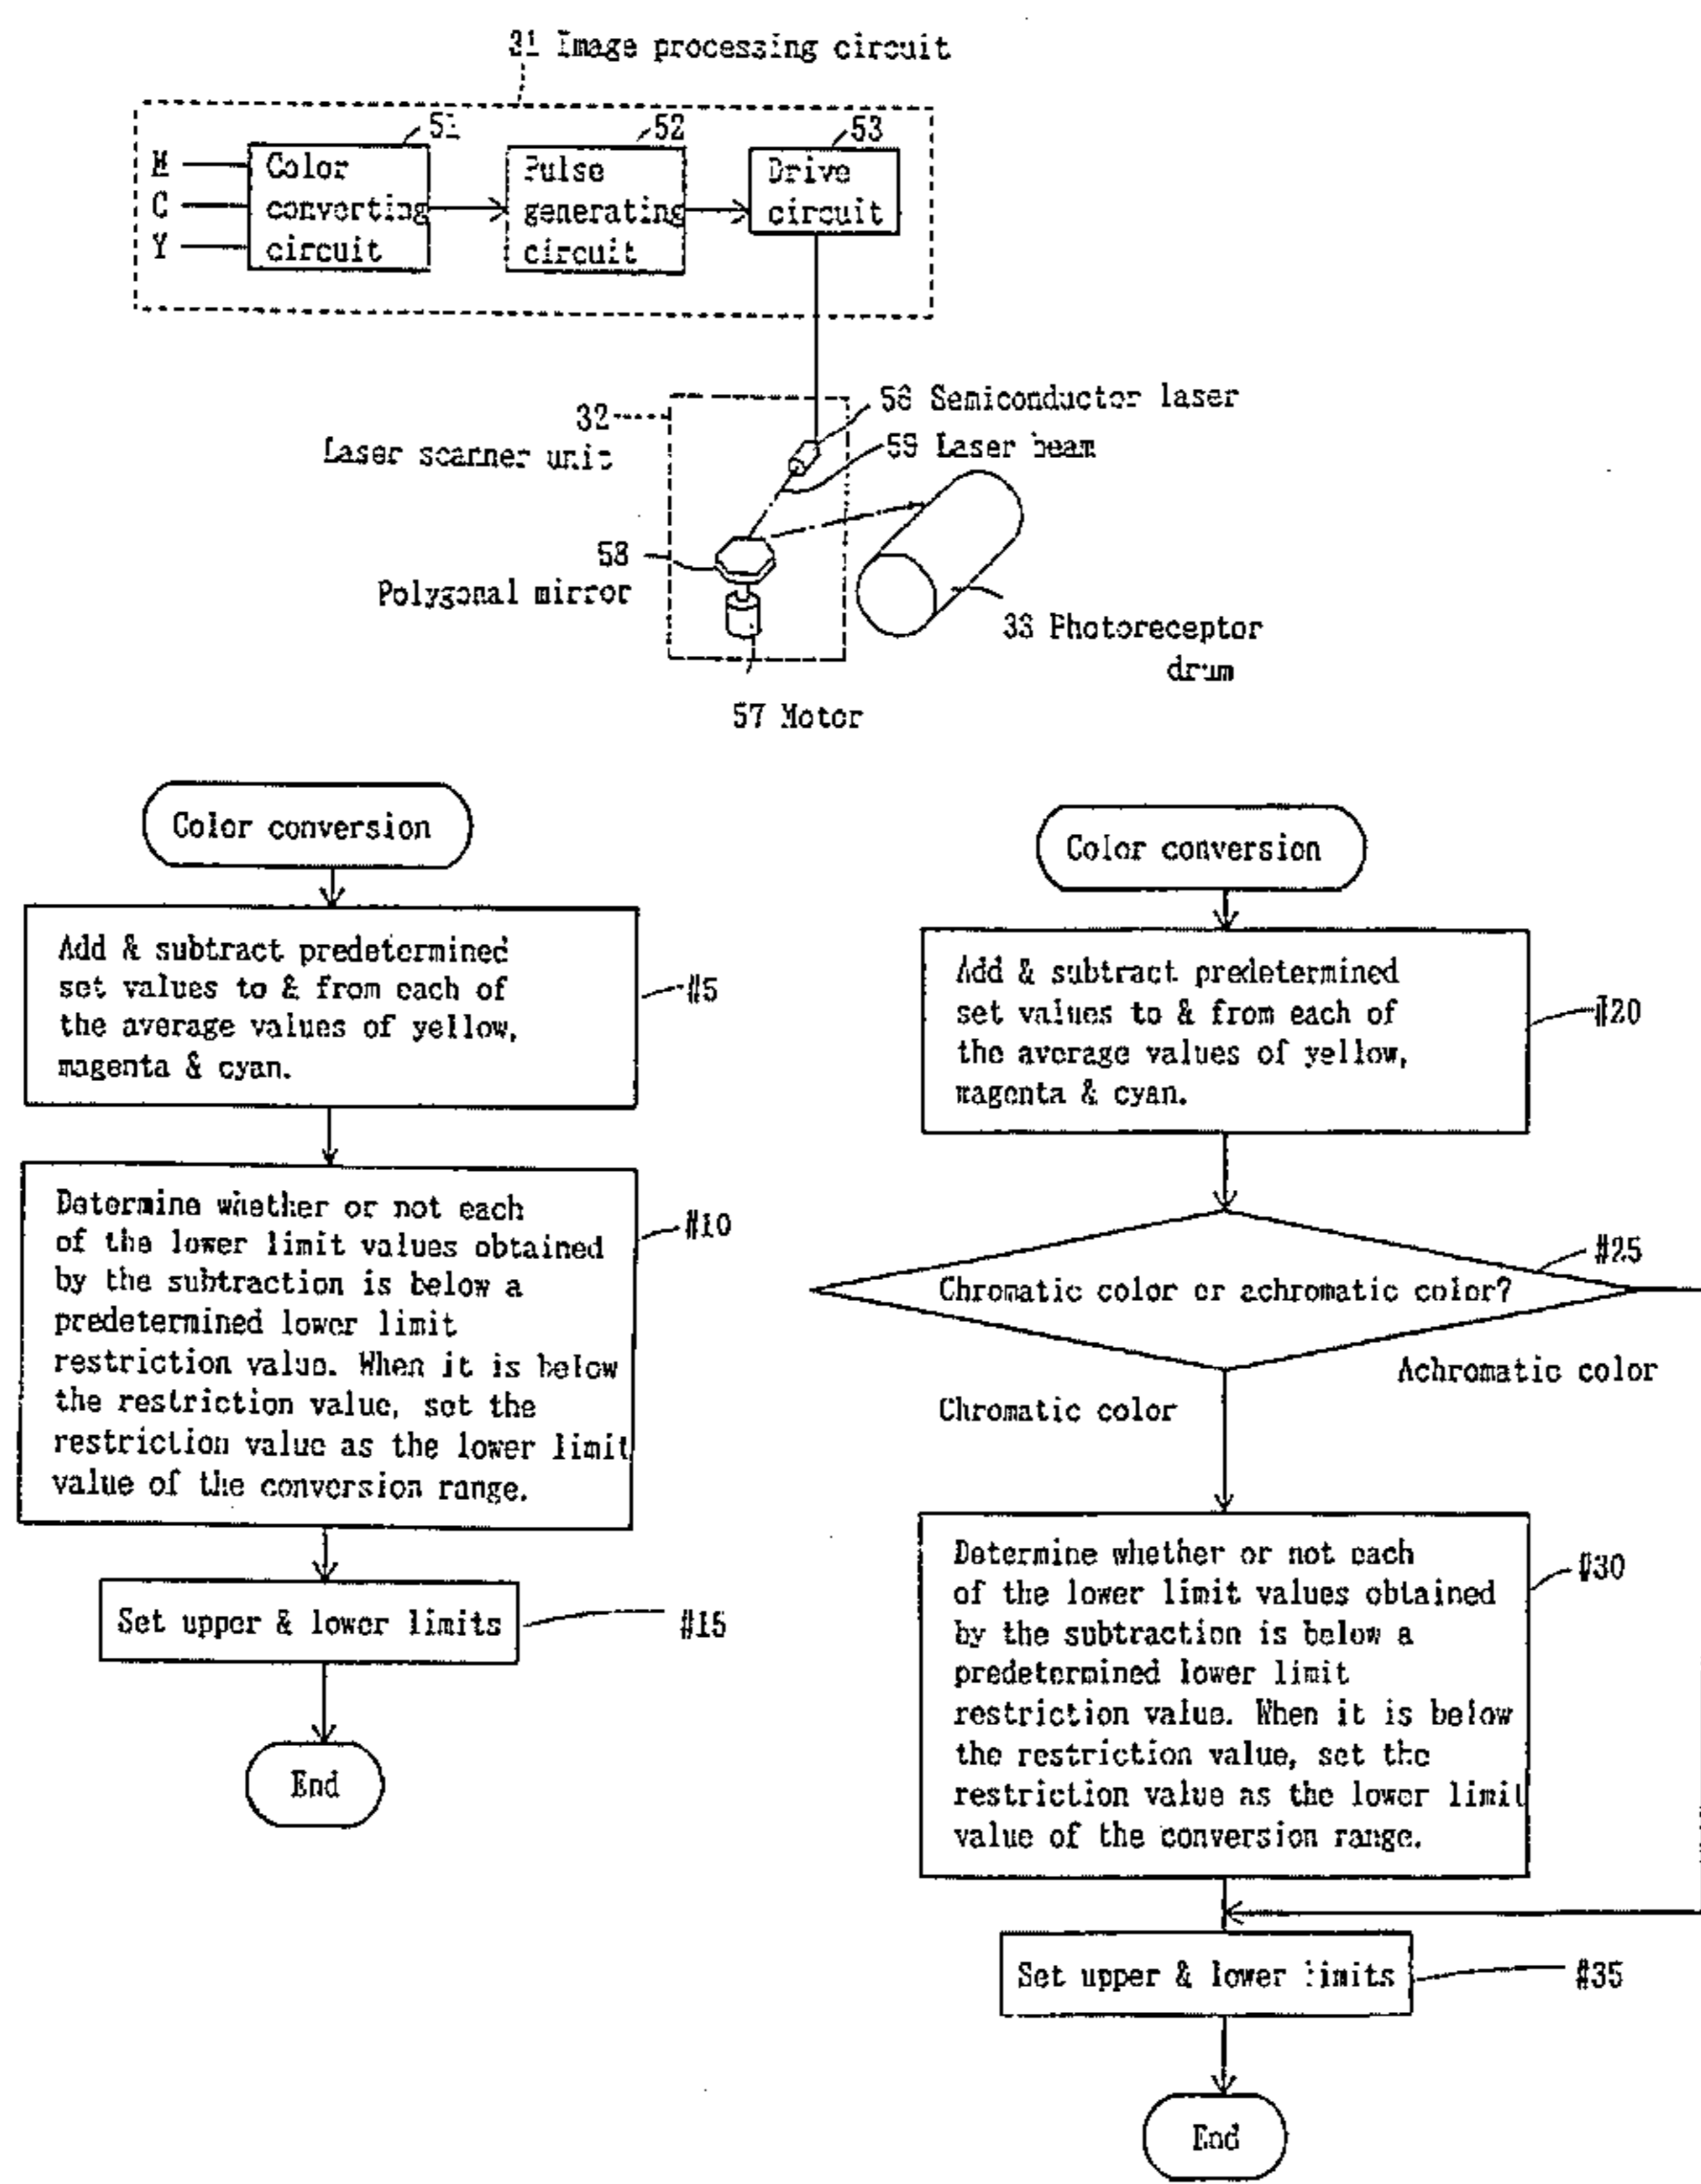 31 Image processing circuit
51
52
53
M
C
Y
Color
converting
circuit
Pulse
generating
circuit
Drive
circuit
32
Laser scanner unit
56 Semiconductor laser
59 Laser beam
58
Polygonal mirror
33 Photoreceptor
drum
57 Motor
Color conversion
Add & subtract predetermined
set values to & from each of
the average values of yellow,
magenta & cyan.
#5
Determine whether or not each
of the lower limit values obtained
by the subtraction is below a
predetermined lower limit
restriction value. When it is below
the restriction value, set the
restriction value as the lower limit
value of the conversion range.
#10
Set upper & lower limits
#15
End
Color conversion
Add & subtract predetermined
set values to & from each of
the average values of yellow,
magenta & cyan.
#20
Chromatic color or achromatic color?
#25
Achromatic color
Chromatic color
Determine whether or not each
of the lower limit values obtained
by the subtraction is below a
predetermined lower limit
restriction value. When it is below
the restriction value, set the
restriction value as the lower limit
value of the conversion range.
#30
Set upper & lower limits
#35
End